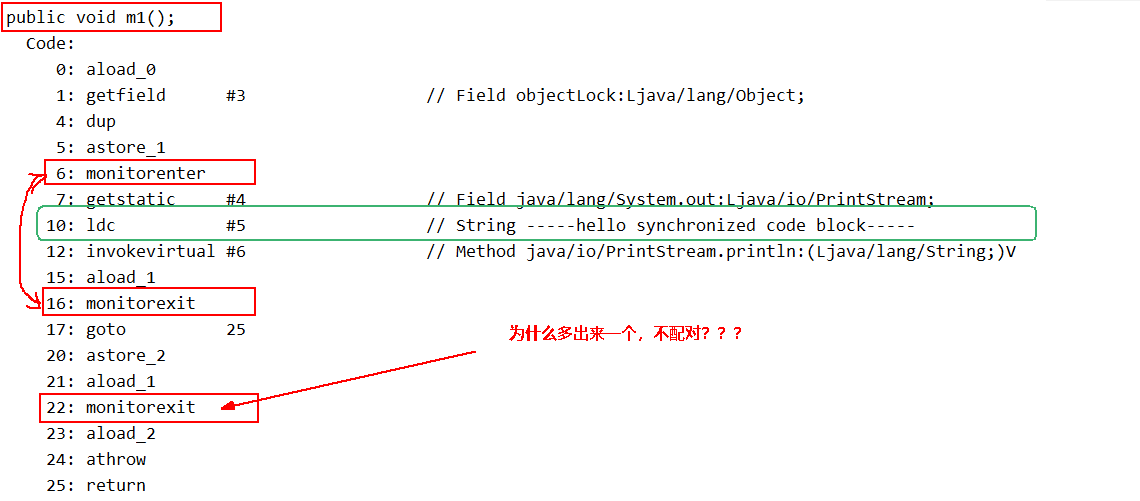 public void m1();
Code:
0: aload_0
1: getfield #3 // Field objectLock:Ljava/lang/Object;
4: dup
5: astore_1
6: monitorenter
7: getstatic #4 // Field java/lang/System.out:Ljava/io/PrintStream;
10: ldc #5 // String -----hello synchronized code block-----
12: invokevirtual #6 // Method java/io/PrintStream.println:(Ljava/lang/String;)V
15: aload_1
16: monitorexit
17: goto 25
为什么多出来一个，不配对？？？
20: astore_2
21: aload_1
22: monitorexit
23: aload_2
24: athrow
25: return